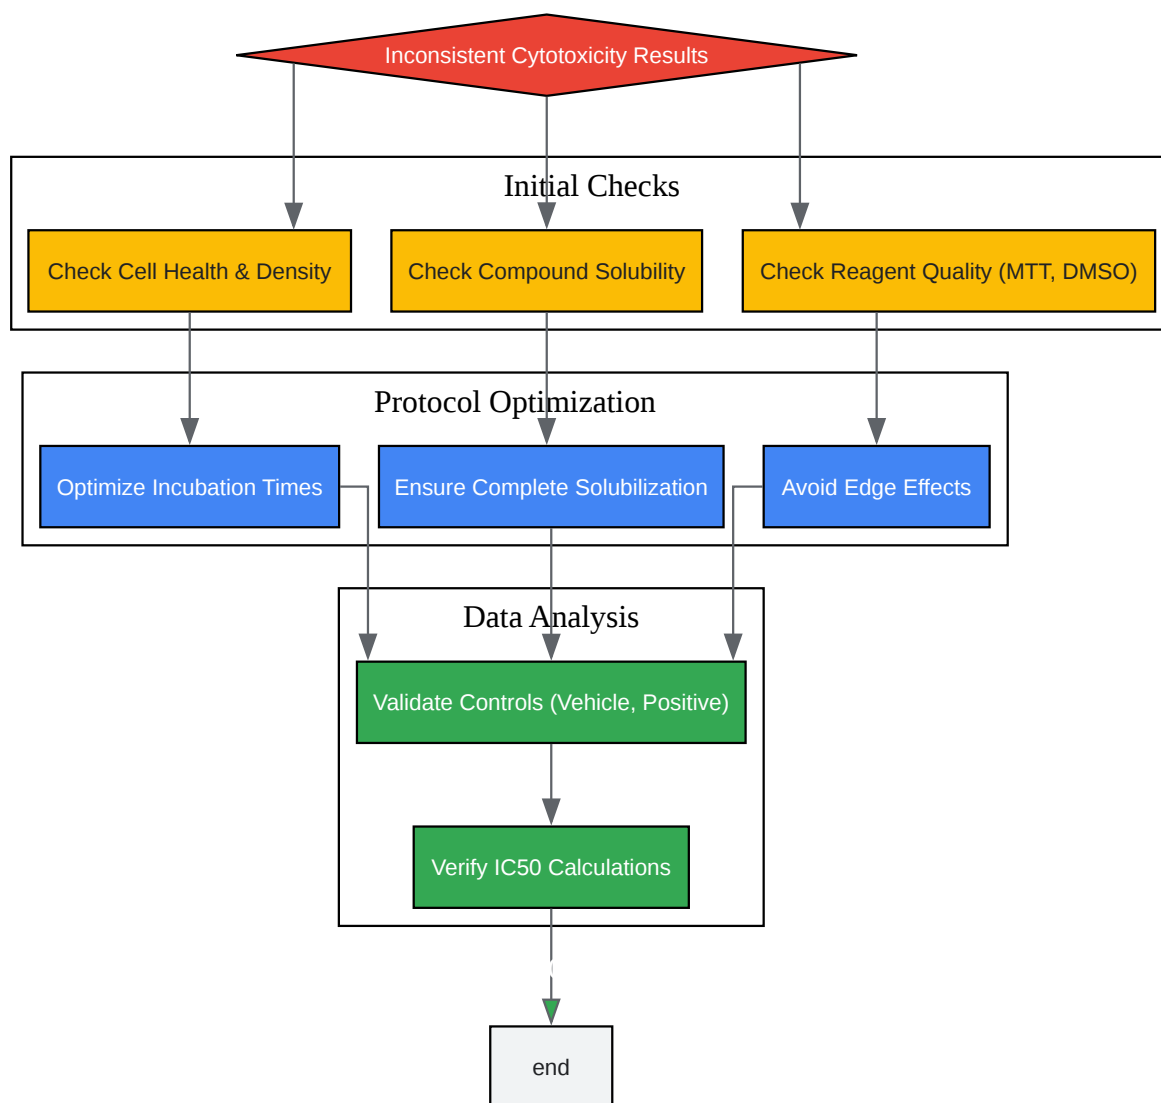 Inconsistent Cytotoxicity Results
Initial Checks
Check Cell Health & Density
Check Compound Solubility
Check Reagent Quality (MTT, DMSO)
Protocol Optimization
Optimize Incubation Times
Ensure Complete Solubilization
Avoid Edge Effects
Data Analysis
Validate Controls (Vehicle, Positive)
Verify IC50 Calculations
end